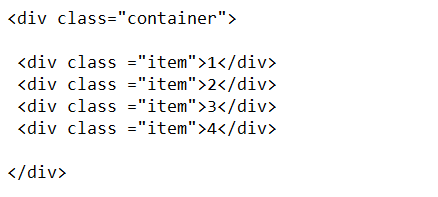 <div class="container">
<div class ="item">1</div>
<div class ="item">2</div>
<div class ="item">3</div>
<div class ="item">4</div>
</div>